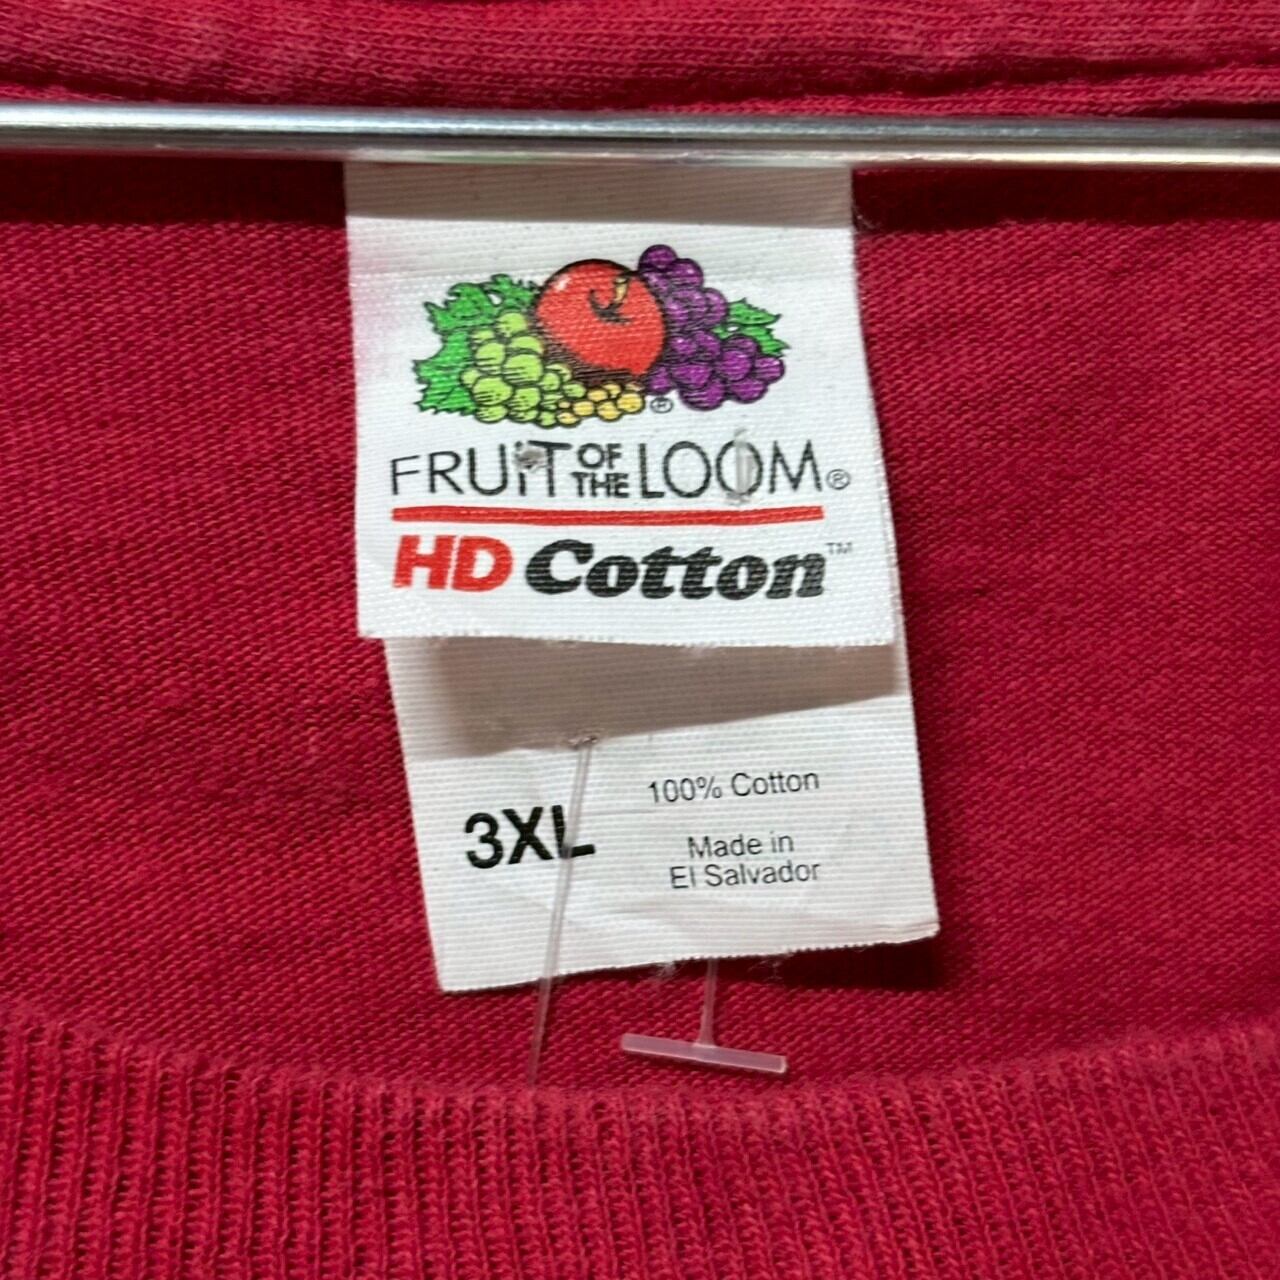 ®
FRUIT OF THE LOOM®
HD Cotton™
3XL
100% Cotton
Made in
El Salvador